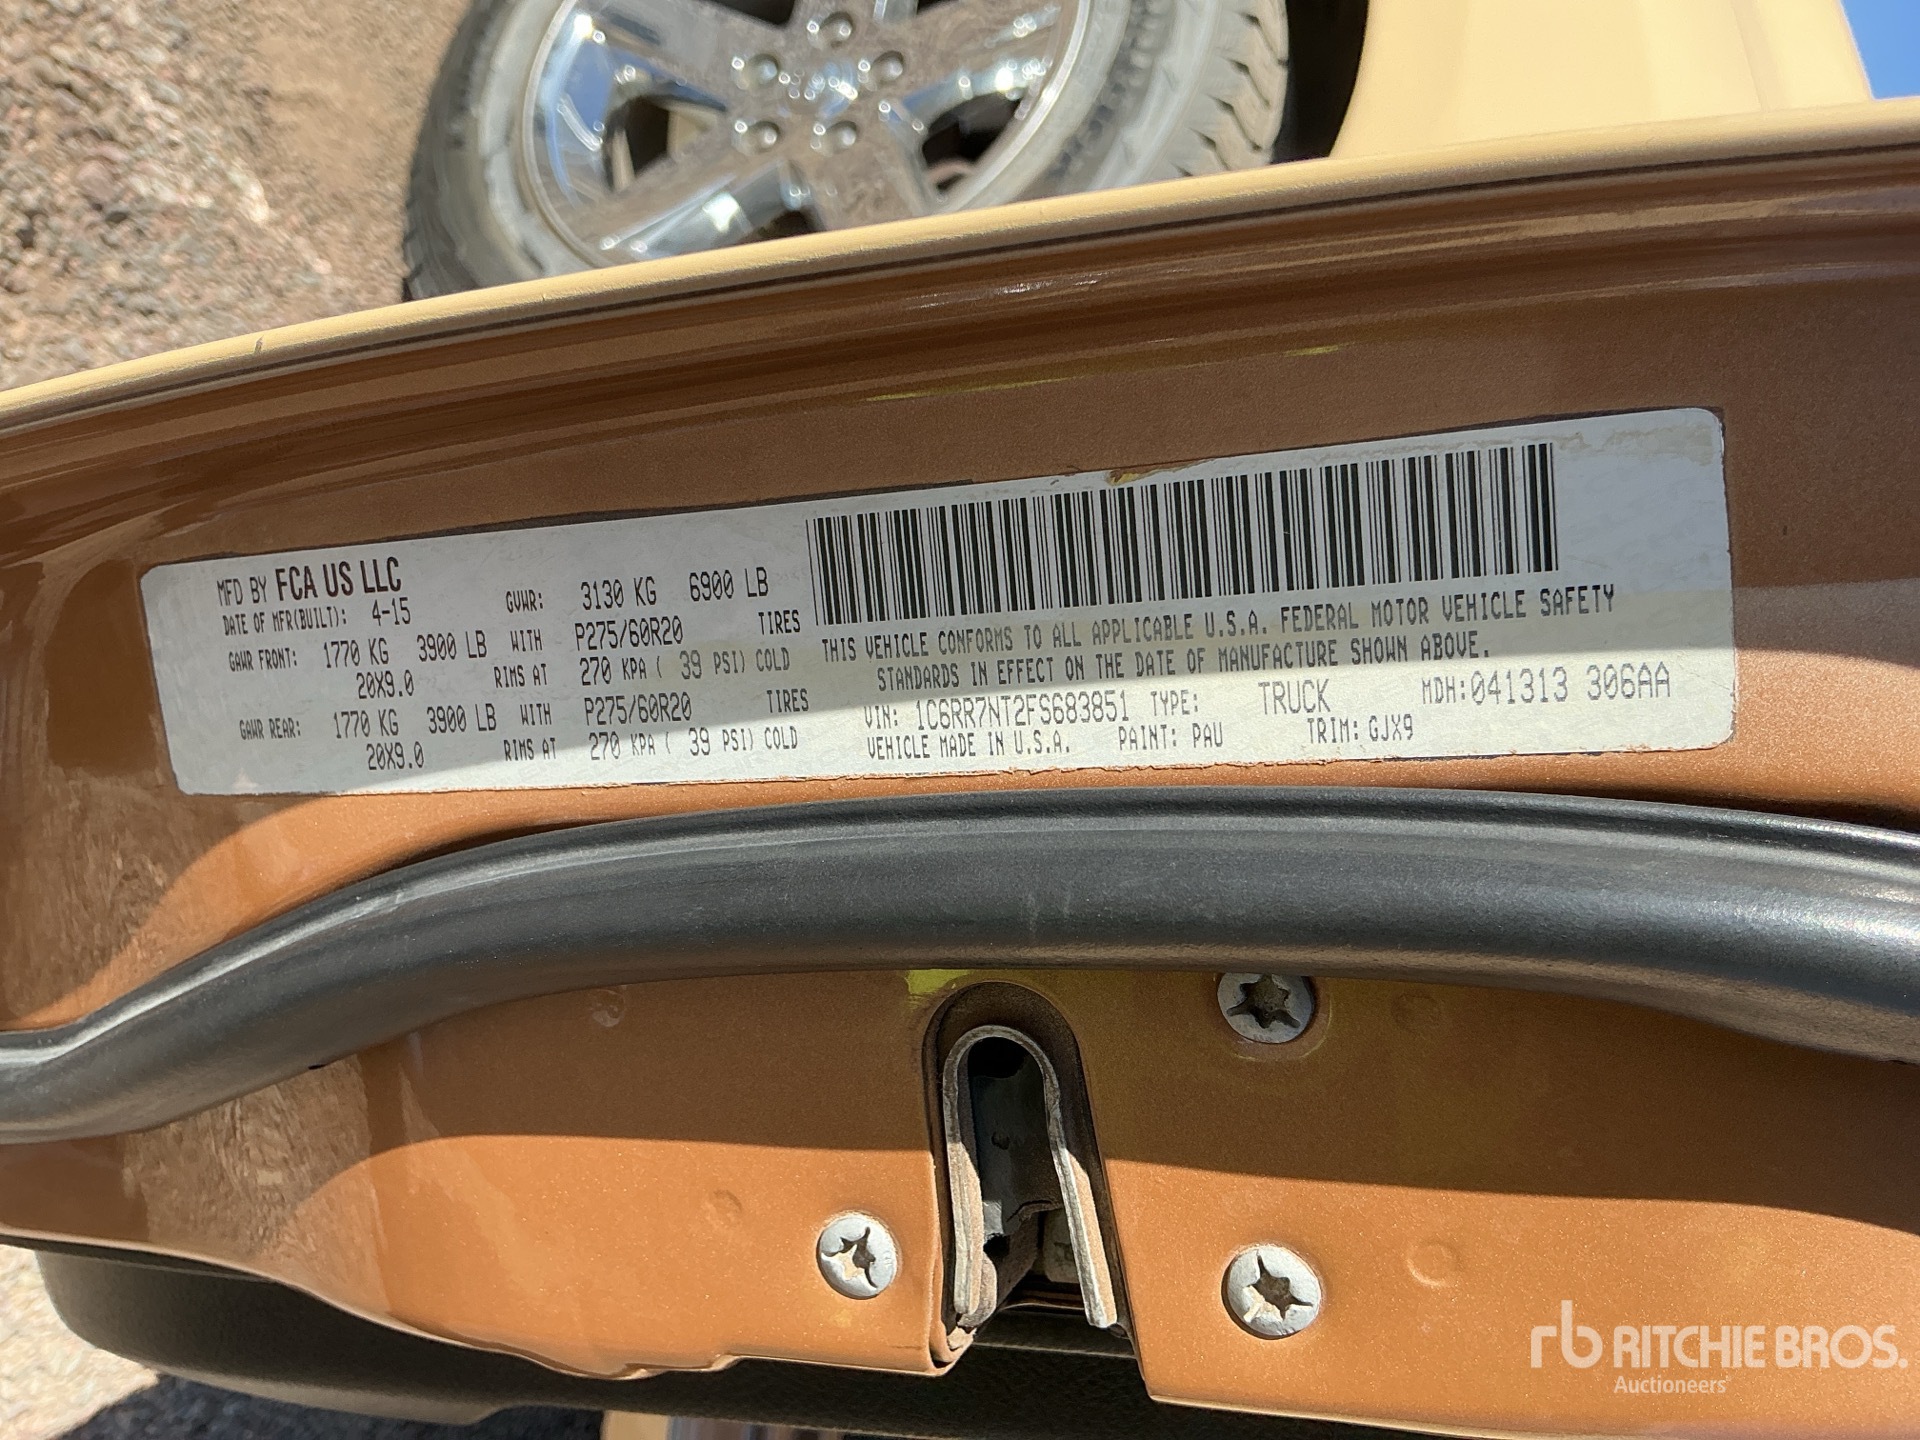 MFD BY FCA US LLC
DATE OF MFR(BUILT): 4-15 GVWR: 3130 KG 6900 LB
GAWR FRONT: 1770 KG 3900 LB WITH P275/60R20 TIRES
20X9.0 RIMS AT 270 KPA ( 39 PSI) COLD
GAWR REAR: 1770 KG 3900 LB WITH P275/60R20 TIRES
20X9.0 RIMS AT 270 KPA ( 39 PSI) COLD
THIS VEHICLE CONFORMS TO ALL APPLICABLE U.S.A. FEDERAL MOTOR VEHICLE SAFETY
STANDARDS IN EFFECT ON THE DATE OF MANUFACTURE SHOWN ABOVE.
VIN: 1C6RR7NT2FS683851 TYPE: TRUCK MDH:041313 306AA
VEHICLE MADE IN U.S.A. PAINT: PAU TRIM: GJX9
rb RITCHIE BROS.
Auctioneers